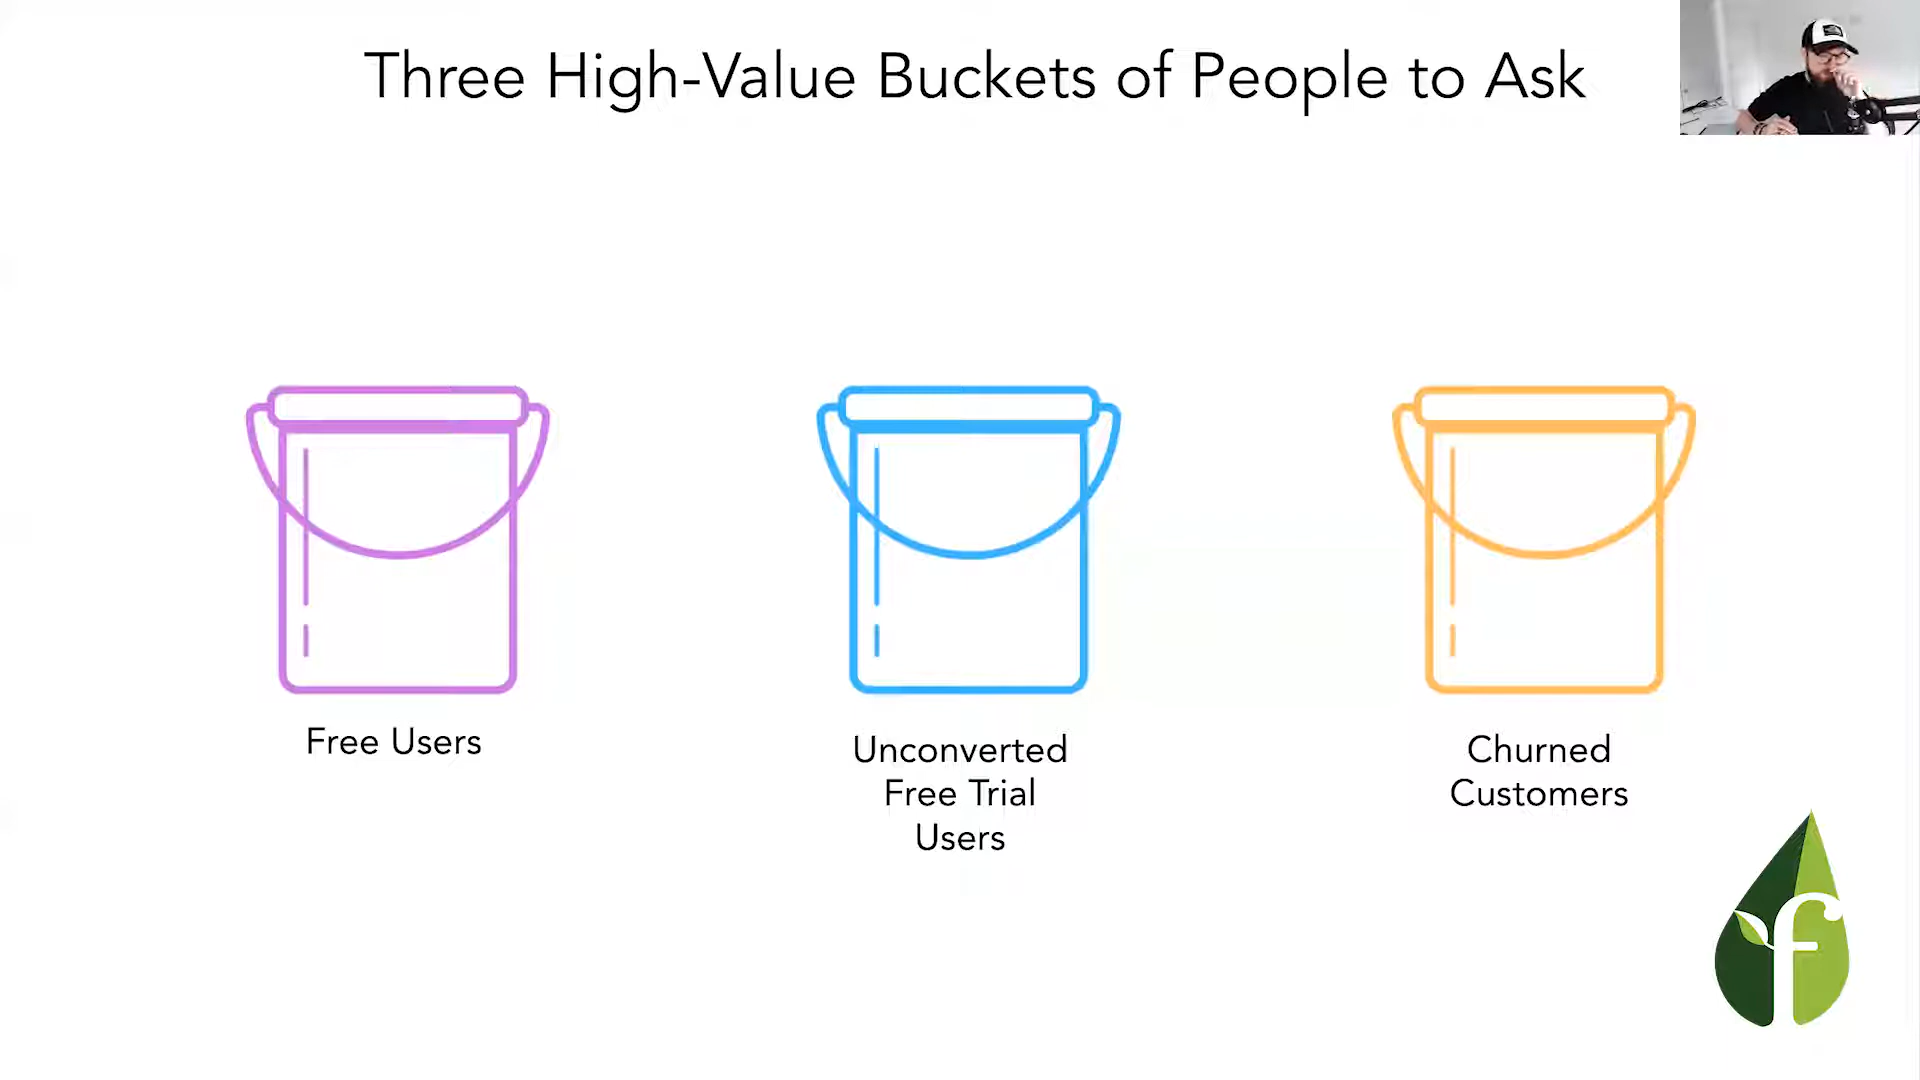 Three High-Value Buckets of People to Ask
Free Users
Unconverted
Free Trial
Users
Churned
Customers
f